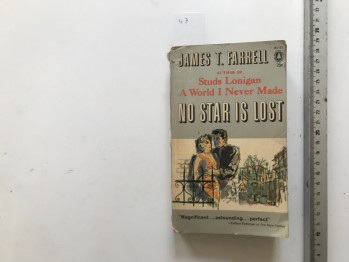 47
JAMES T. FARRELL
AUTHOR OF
Studs Lonigan
A World I Never Made
NO STAR IS LOST
"Magnificent...astounding...perfect"